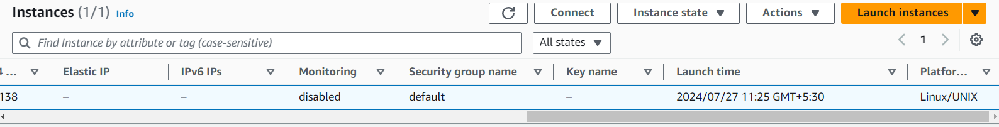 Instances (1/1) Info Connect Instance state Actions Launch instances
Find Instance by attribute or tag (case-sensitive) All states 1
4 ... Elastic IP IPv6 IPs Monitoring Security group name Key name Launch time Platfor...
138 – – disabled default – 2024/07/27 11:25 GMT+5:30 Linux/UNIX